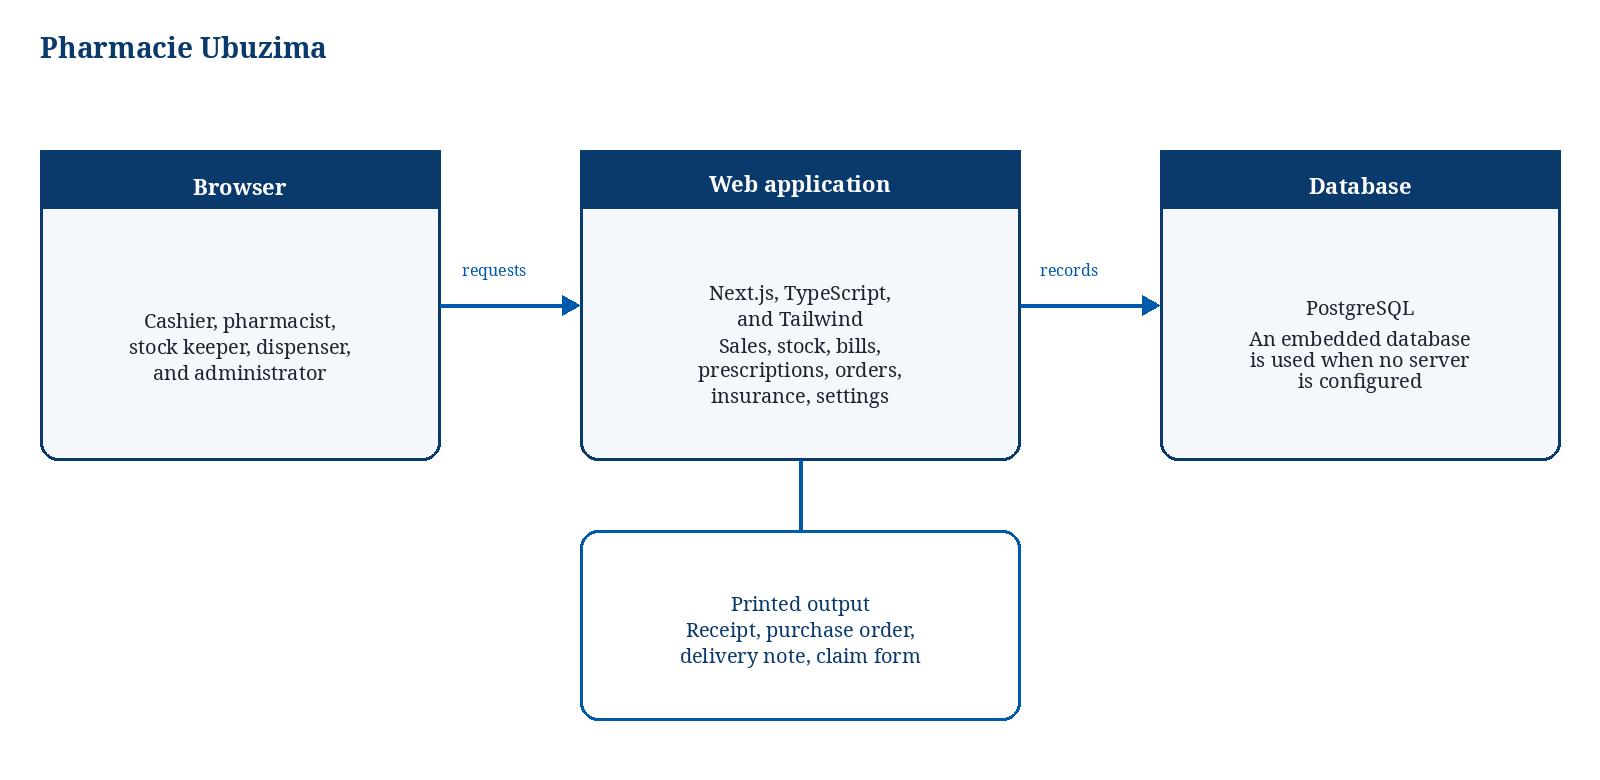 Pharmacie Ubuzima
Browser
Cashier, pharmacist,
stock keeper, dispenser,
and administrator
requests
Web application
Next.js, TypeScript,
and Tailwind
Sales, stock, bills,
prescriptions, orders,
insurance, settings
records
Database
PostgreSQL
An embedded database
is used when no server
is configured
Printed output
Receipt, purchase order,
delivery note, claim form